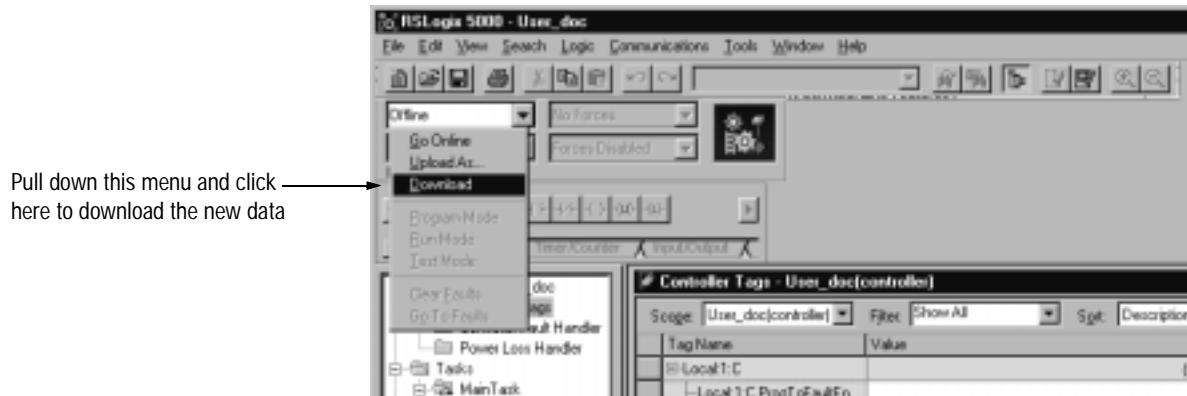 RSLogix 5000 - User_doc
File Edit View Search Logic Communications Tools Window Help
Offline
No Forces
Forces Disabled
Go Online
Upload As...
Download
Program Mode
Run Mode
Test Mode
Clear Faults
Go To Faults
Pull down this menu and click
here to download the new data
Timer/Counter Input/Output
Controller Tags - User_doc(controller)
Scope: User_doc(controller) Filter: Show All Sort: Description
Tag Name Value
Local:1:C
_doc
Handler
Power Loss Handler
Tasks
MainTask